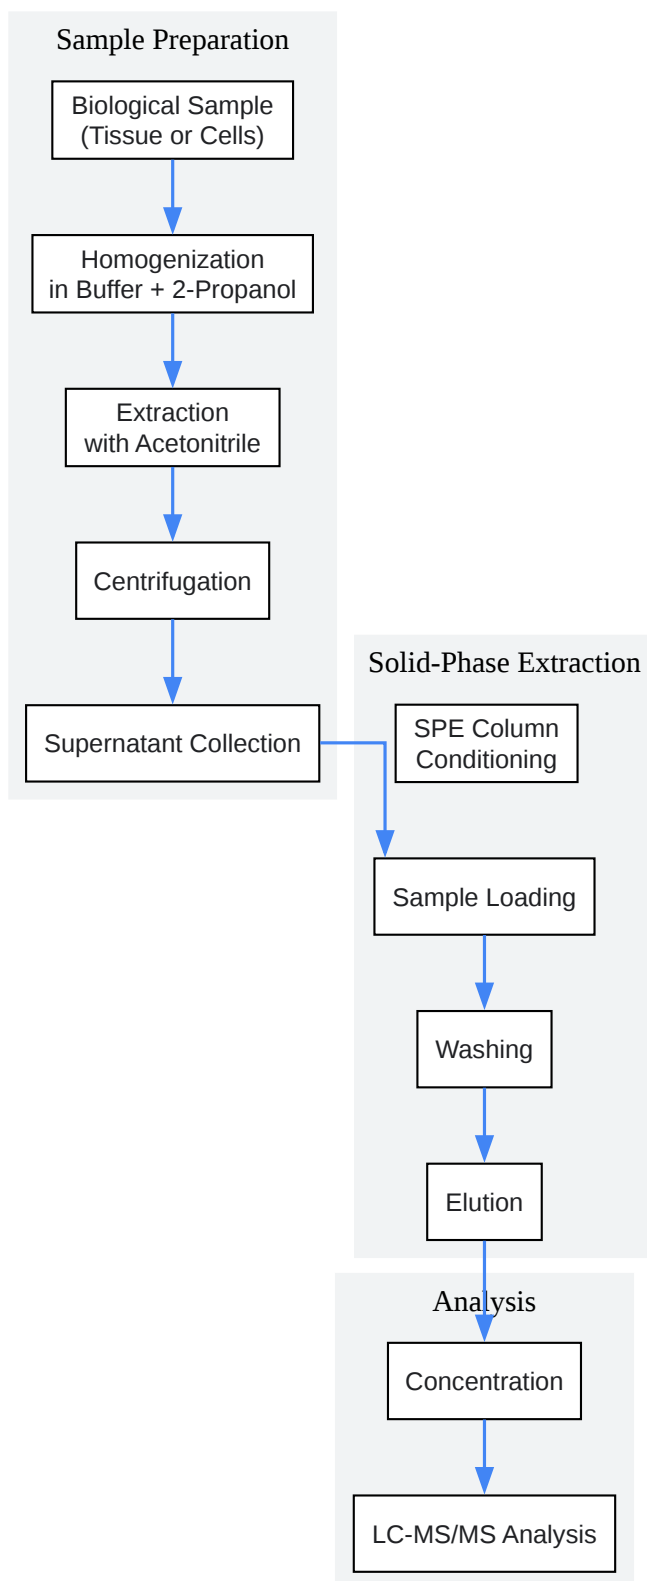 Sample Preparation
Biological Sample
(Tissue or Cells)
Homogenization
in Buffer + 2-Propanol
Extraction
with Acetonitrile
Centrifugation
Supernatant Collection
Solid-Phase Extraction
SPE Column
Conditioning
Sample Loading
Washing
Elution
Analysis
Concentration
LC-MS/MS Analysis